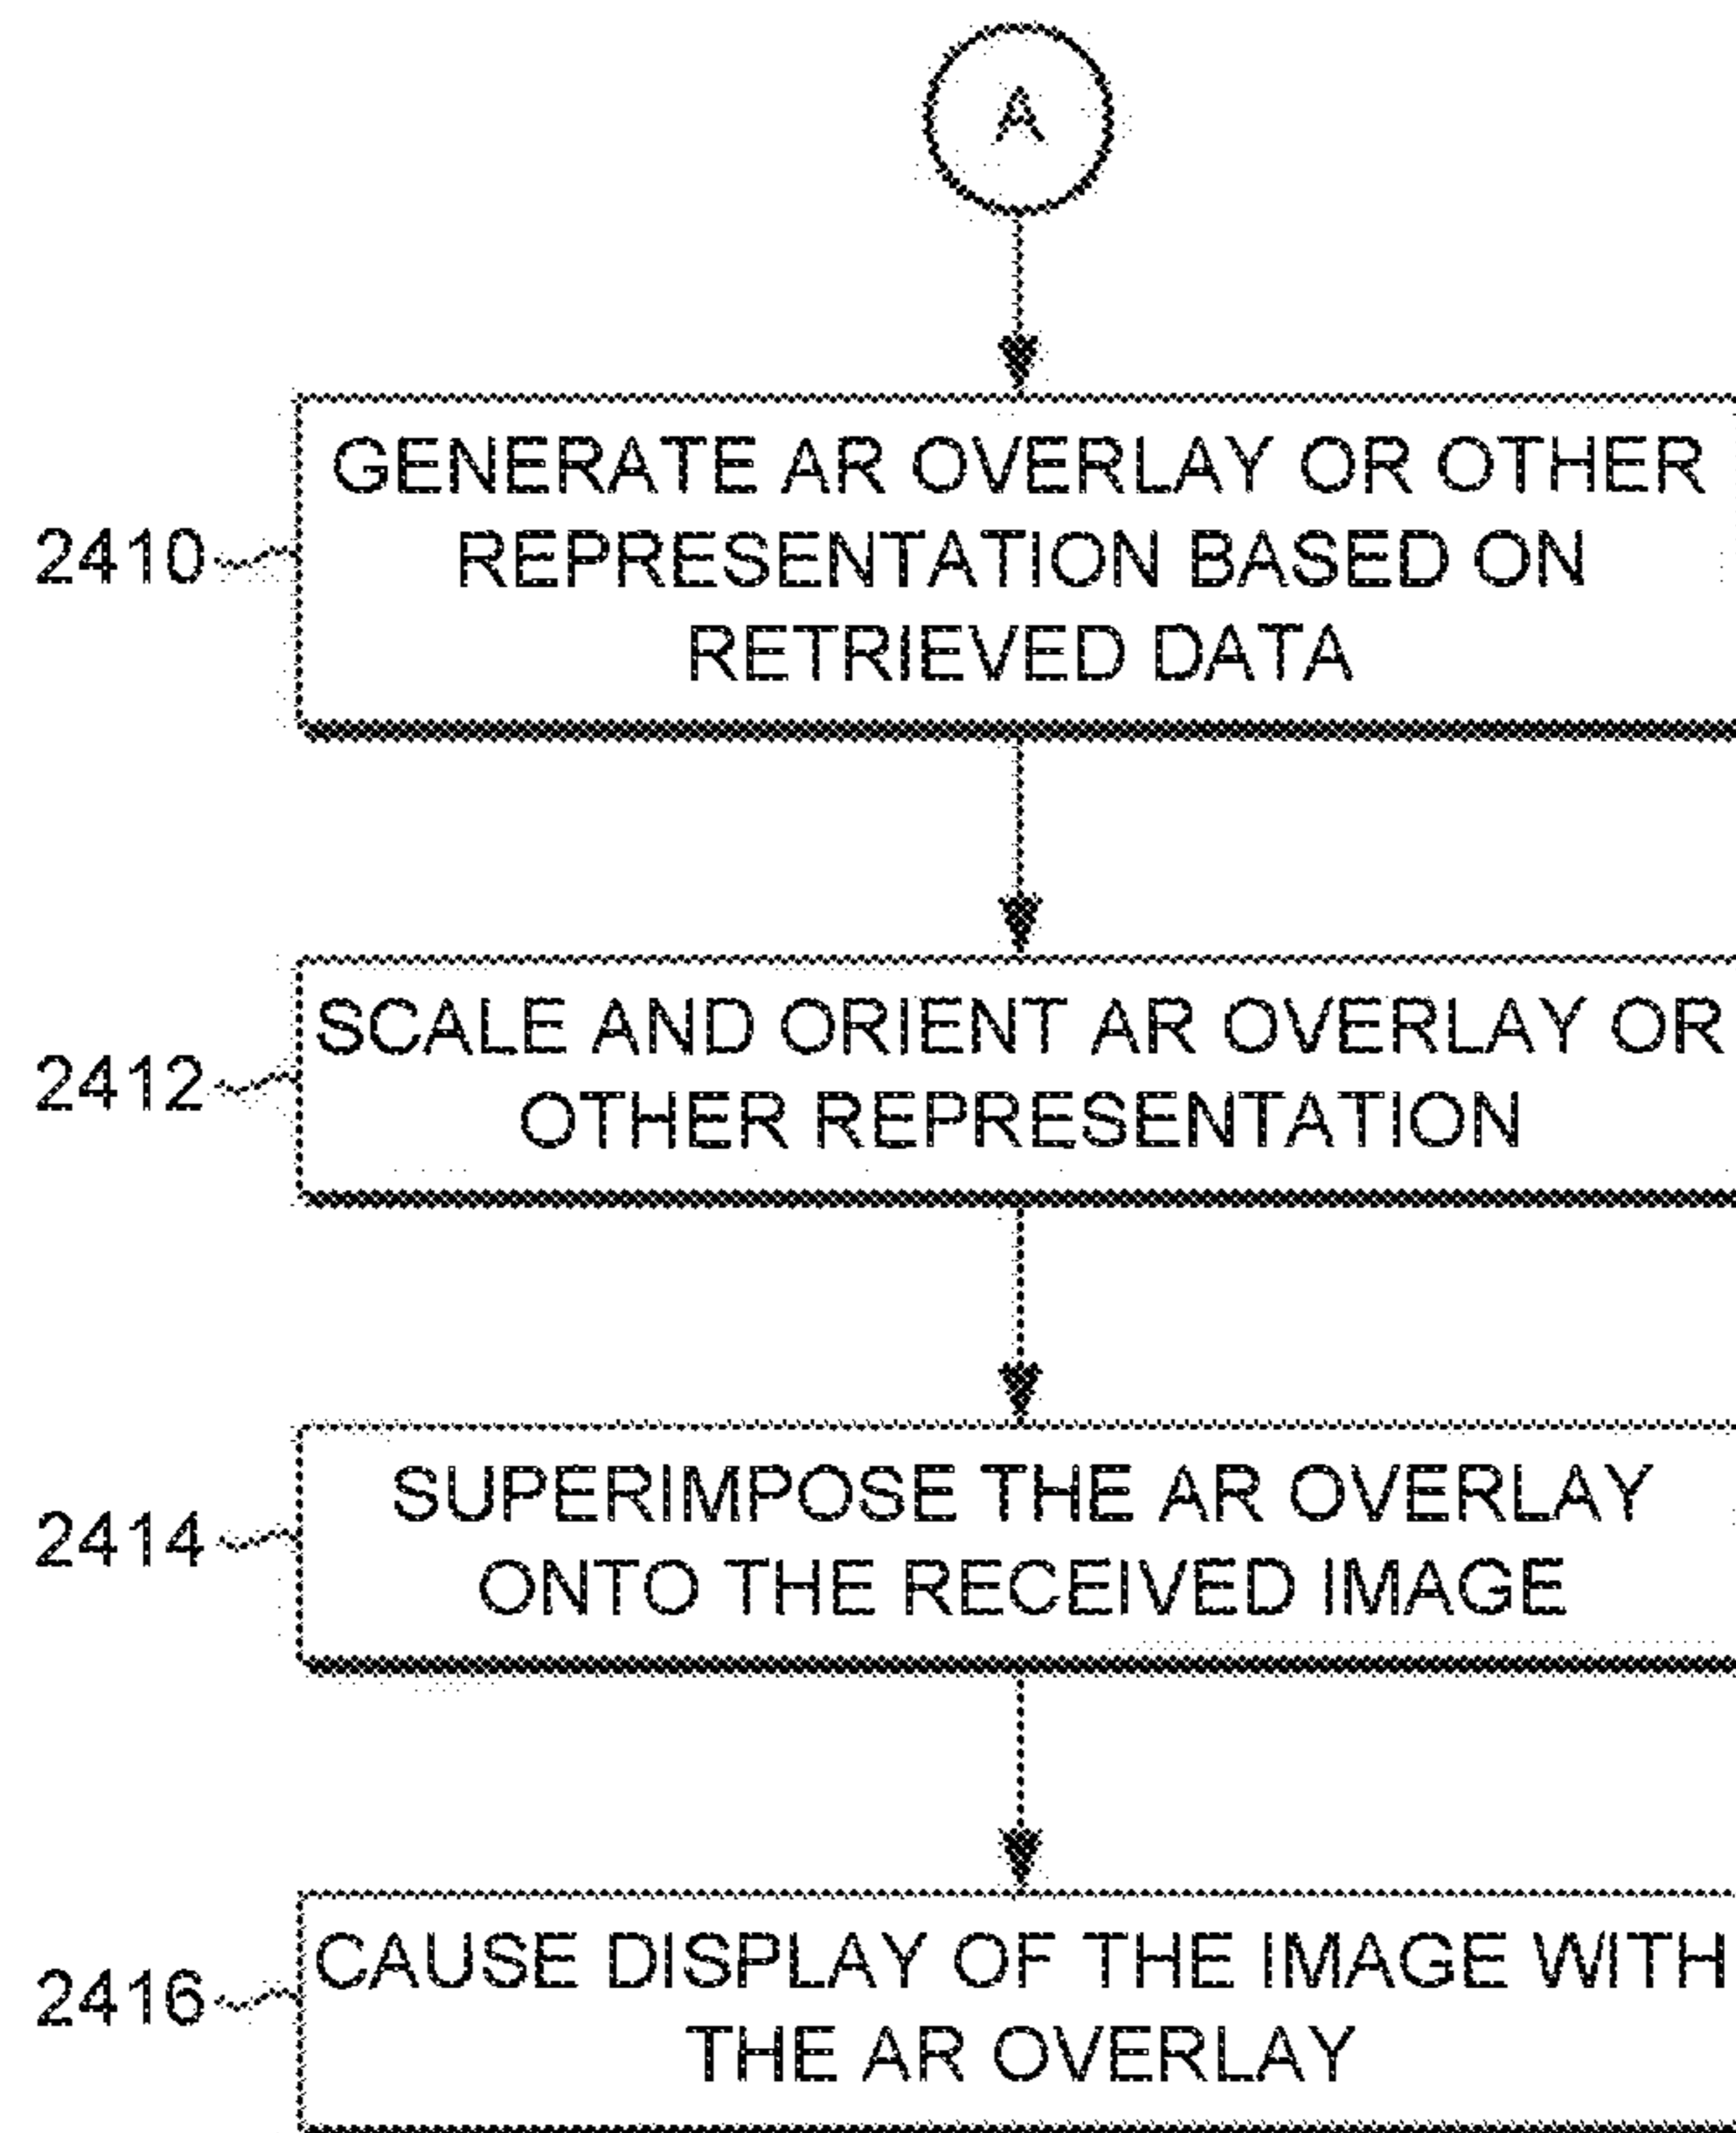 A
GENERATE AR OVERLAY OR OTHER
2410
REPRESENTATION BASED ON
RETRIEVED DATA
SCALE AND ORIENT AR OVERLAY OR
2412
OTHER REPRESENTATION
SUPERIMPOSE THE AR OVERLAY
2414
ONTO THE RECEIVED IMAGE
CAUSE DISPLAY OF THE IMAGE WITH
2416
THE AR OVERLAY